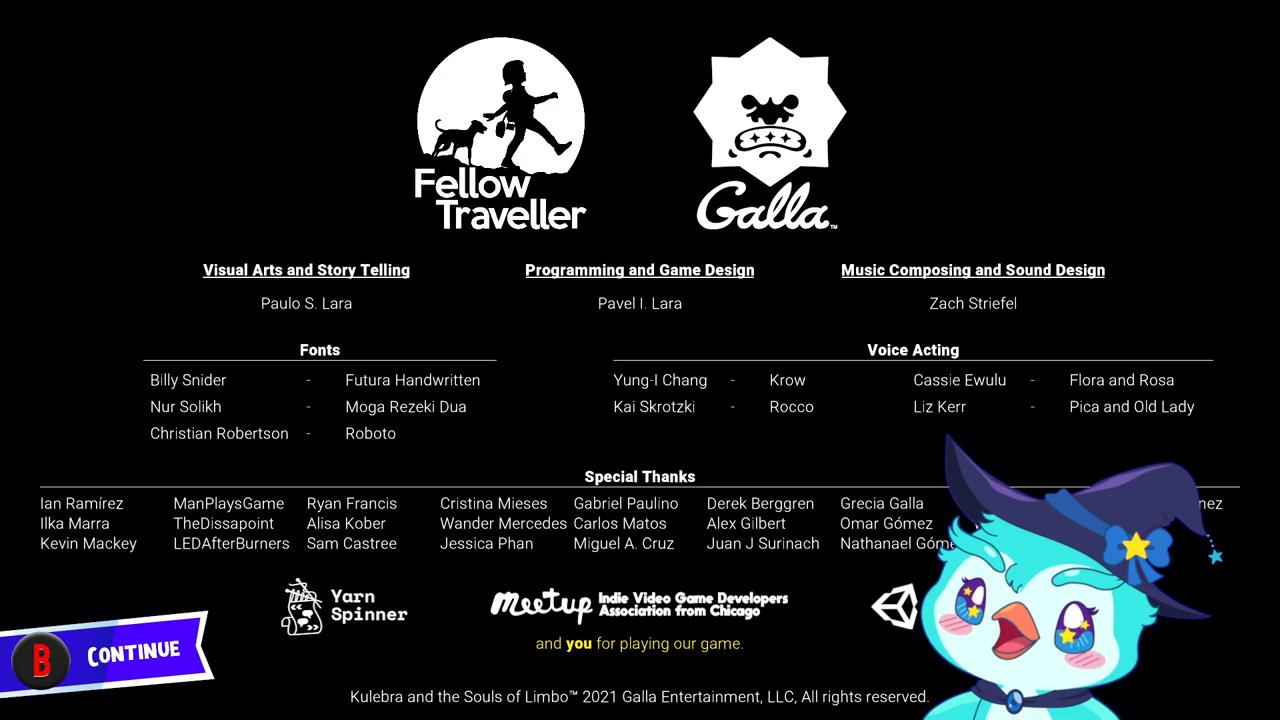 Fellow
Traveller
Galla™
Visual Arts and Story Telling Programming and Game Design Music Composing and Sound Design
Paulo S. Lara Pavel I. Lara Zach Striefel
Fonts Voice Acting
Billy Snider - Futura Handwritten Yung-I Chang - Krow Cassie Ewulu - Flora and Rosa
Nur Solikh - Moga Rezeki Dua Kai Skrotzki - Rocco Liz Kerr - Pica and Old Lady
Christian Robertson - Roboto
Special Thanks
Ian Ramírez ManPlaysGame Ryan Francis Cristina Mieses Gabriel Paulino Derek Berggren Grecia Galla
Ilka Marra TheDissapoint Alisa Kober Wander Mercedes Carlos Matos Alex Gilbert Omar Gómez
Kevin Mackey LEDAfterBurners Sam Castree Jessica Phan Miguel A. Cruz Juan J Surinach Nathanael
Yarn
Spinner
Meetup Indie Video Game Developers
Association from Chicago
and you for playing our game.
B CONTINUE
Kulebra and the Souls of Limbo™ 2021 Galla Entertainment, LLC, All rights reserved.